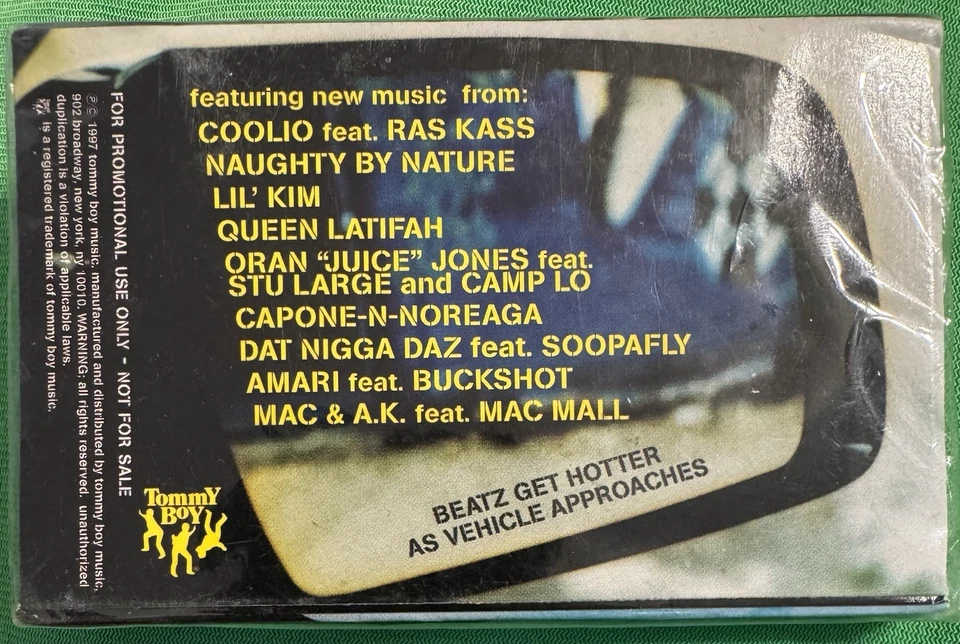 featuring new music from:
COOLIO feat. RAS KASS
NAUGHTY BY NATURE
LIL' KIM
QUEEN LATIFAH
ORAN "JUICE" JONES feat.
STU LARGE and CAMP LO
CAPONE-N-NOREAGA
DAT NIGGA DAZ feat. SOOPAFLY
AMARI feat. BUCKSHOT
MAC & A.K. feat. MAC MALL
BEATZ GET HOTTER
AS VEHICLE APPROACHES
FOR PROMOTIONAL USE ONLY - NOT FOR SALE
℗ © 1997 tommy boy music. manufactured and distributed by tommy boy music,
902 broadway, new york, ny 10010. WARNING: all rights reserved. unauthorized
duplication is a violation of applicable laws.
is a registered trademark of tommy boy music.
Tommy
BOY